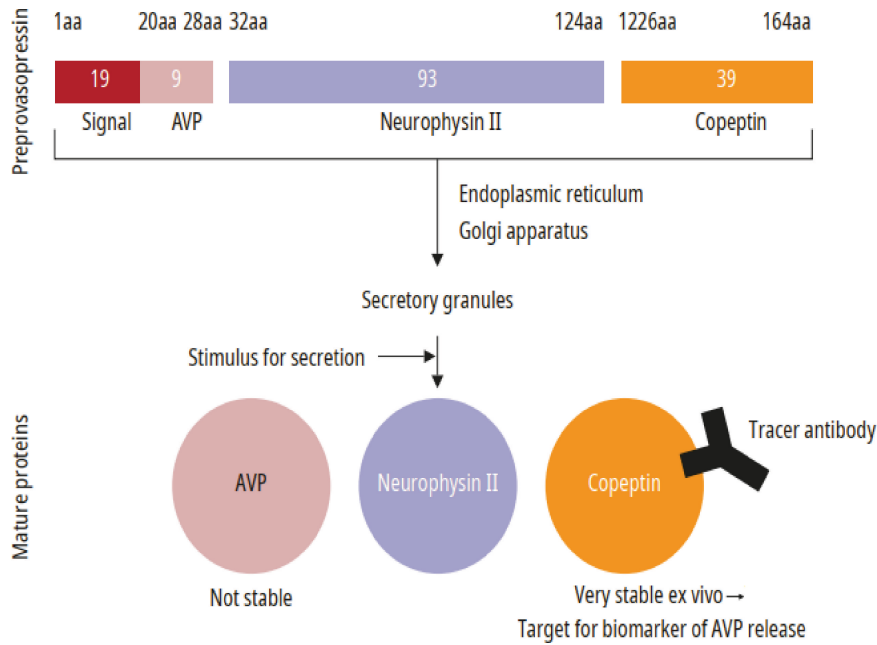 1aa 20aa 28aa 32aa 124aa 1226aa 164aa
Preprovasopressin
19 9 93 39
Signal AVP Neurophysin II Copeptin
Endoplasmic reticulum
Golgi apparatus
Secretory granules
Stimulus for secretion
Mature proteins
Tracer antibody
AVP Neurophysin II Copeptin
Not stable
Very stable ex vivo →
Target for biomarker of AVP release